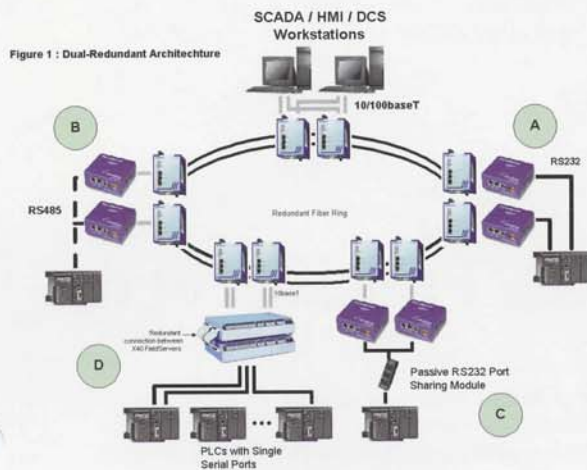 SCADA / HMI / DCS
Workstations
Figure 1 : Dual-Redundant Architechture
10/100baseT
B
A
RS232
RS485
Redundant Fiber Ring
10baseT
Redundant
connection between
X40 FieldServers
D
Passive RS232 Port
Sharing Module
C
PLCs with Single
Serial Ports